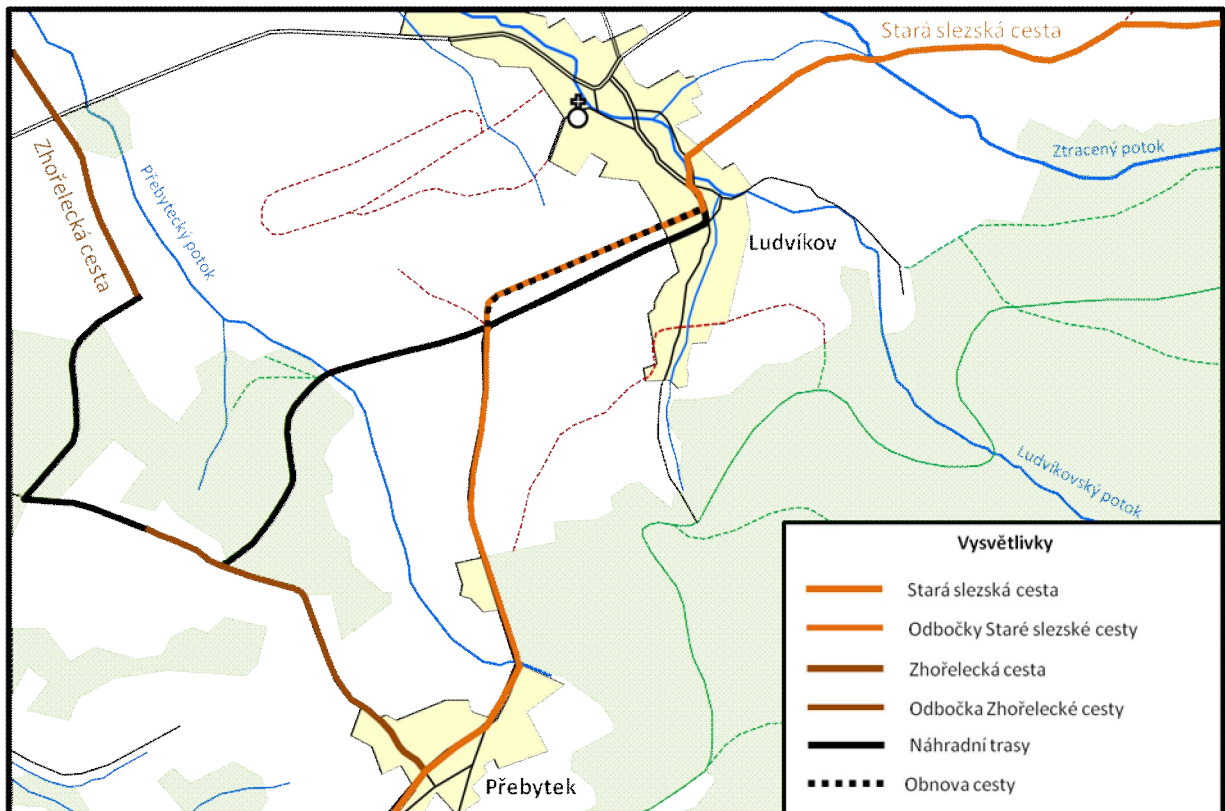 Stará slezská cesta
Zhořelecká cesta
Přebytecký potok
Ztracený potok
Ludvíkov
Ludvíkovský potok
Přebytek
Vysvětlivky
Stará slezská cesta
Odbočky Staré slezské cesty
Zhořelecká cesta
Odbočka Zhořelecké cesty
Náhradní trasy
Obnova cesty